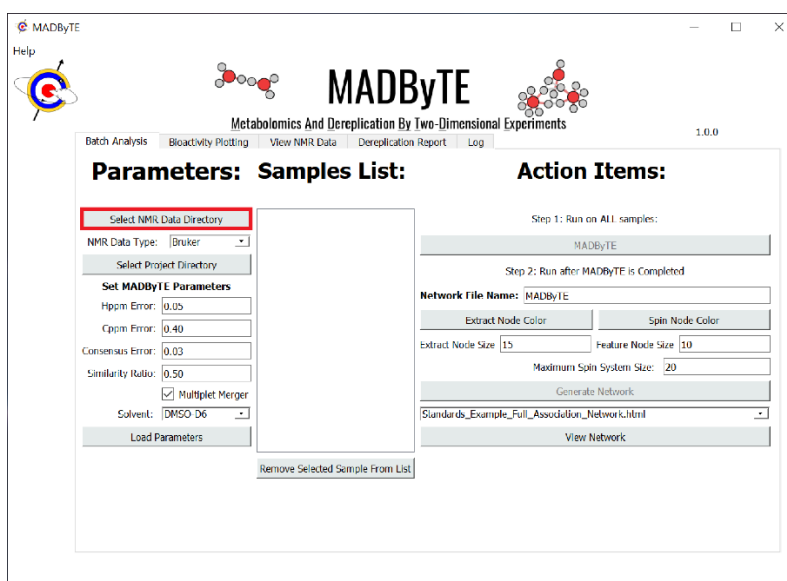 MADByTE
Help
MADByTE
Metabolomics And Dereplication By Two-Dimensional Experiments
1.0.0
Batch Analysis Bioactivity Plotting View NMR Data Dereplication Report Log
Parameters: Samples List: Action Items:
Select NMR Data Directory
NMR Data Type: Bruker
Select Project Directory
Set MADByTE Parameters
Hppm Error: 0.05
Cppm Error: 0.40
Consensus Error: 0.03
Similarity Ratio: 0.50
Multiplet Merger
Solvent: DMSO-D6
Load Parameters
Remove Selected Sample From List
Step 1: Run on ALL samples:
MADByTE
Step 2: Run after MADByTE is Completed
Network File Name: MADByTE
Extract Node Color Spin Node Color
Extract Node Size 15 Feature Node Size 10
Maximum Spin System Size: 20
Generate Network
Standards_Example_Full_Association_Network.html
View Network